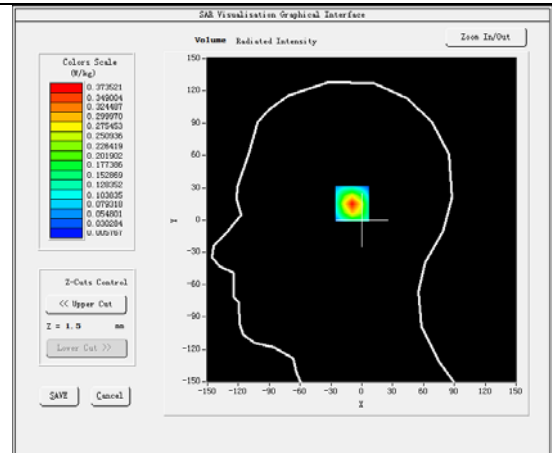 SAR Visualisation Graphical Interface
Volume Radiated Intensity
Zoom In/Out
Colors Scale
(W/kg)
0.373521
0.349004
0.324487
0.299970
0.275453
0.250936
0.226419
0.201902
0.177386
0.152869
0.128352
0.103835
0.079318
0.054801
0.030284
0.005767
Z-Cuts Control
<< Upper Cut
Z = 1.5 mm
Lower Cut >>
SAVE
Cancel
150
120
90
60
30
0
-30
-60
-90
-120
-150
Y
-150 -120 -90 -60 -30 0 30 60 90 120 150
X